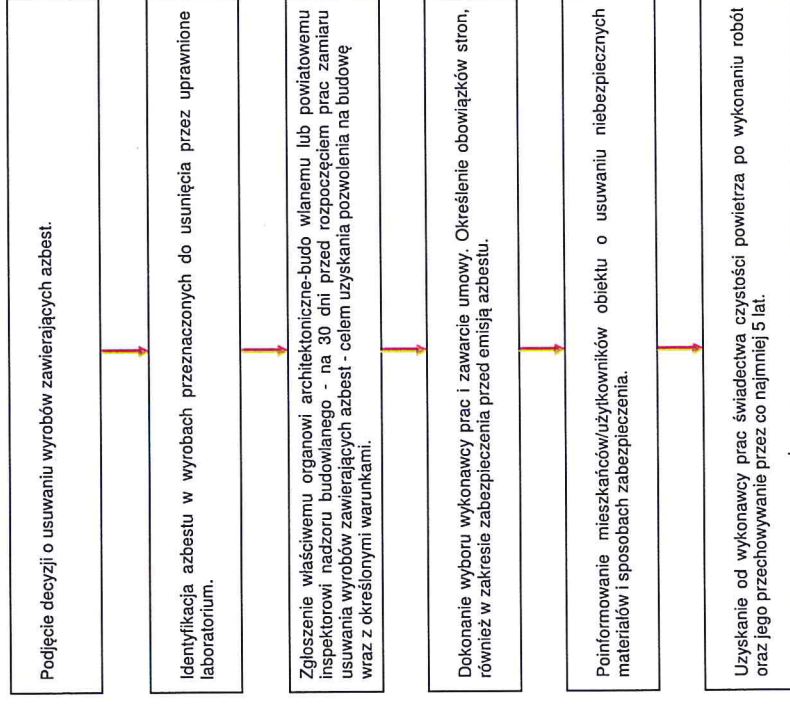 Podjęcie decyzji o usuwaniu wyrobów zawierających azbest.
Identyfikacja azbestu w wyrobach przeznaczonych do usunięcia przez uprawnione
laboratorium.
Zgłoszenie właściwemu organowi architektoniczne-budo wlanemu lub powiatowemu
inspektorowi nadzoru budowlanego - na 30 dni przed rozpoczęciem prac zamiaru
usuwania wyrobów zawierających azbest - celem uzyskania pozwolenia na budowę
wraz z określonymi warunkami.
Dokonanie wyboru wykonawcy prac i zawarcie umowy. Określenie obowiązków stron,
również w zakresie zabezpieczenia przed emisją azbestu.
Poinformowanie mieszkańców/użytkowników obiektu o usuwaniu niebezpiecznych
materiałów i sposobach zabezpieczenia.
Uzyskanie od wykonawcy prac świadectwa czystości powietrza po wykonaniu robót
oraz jego przechowywanie przez co najmniej 5 lat.